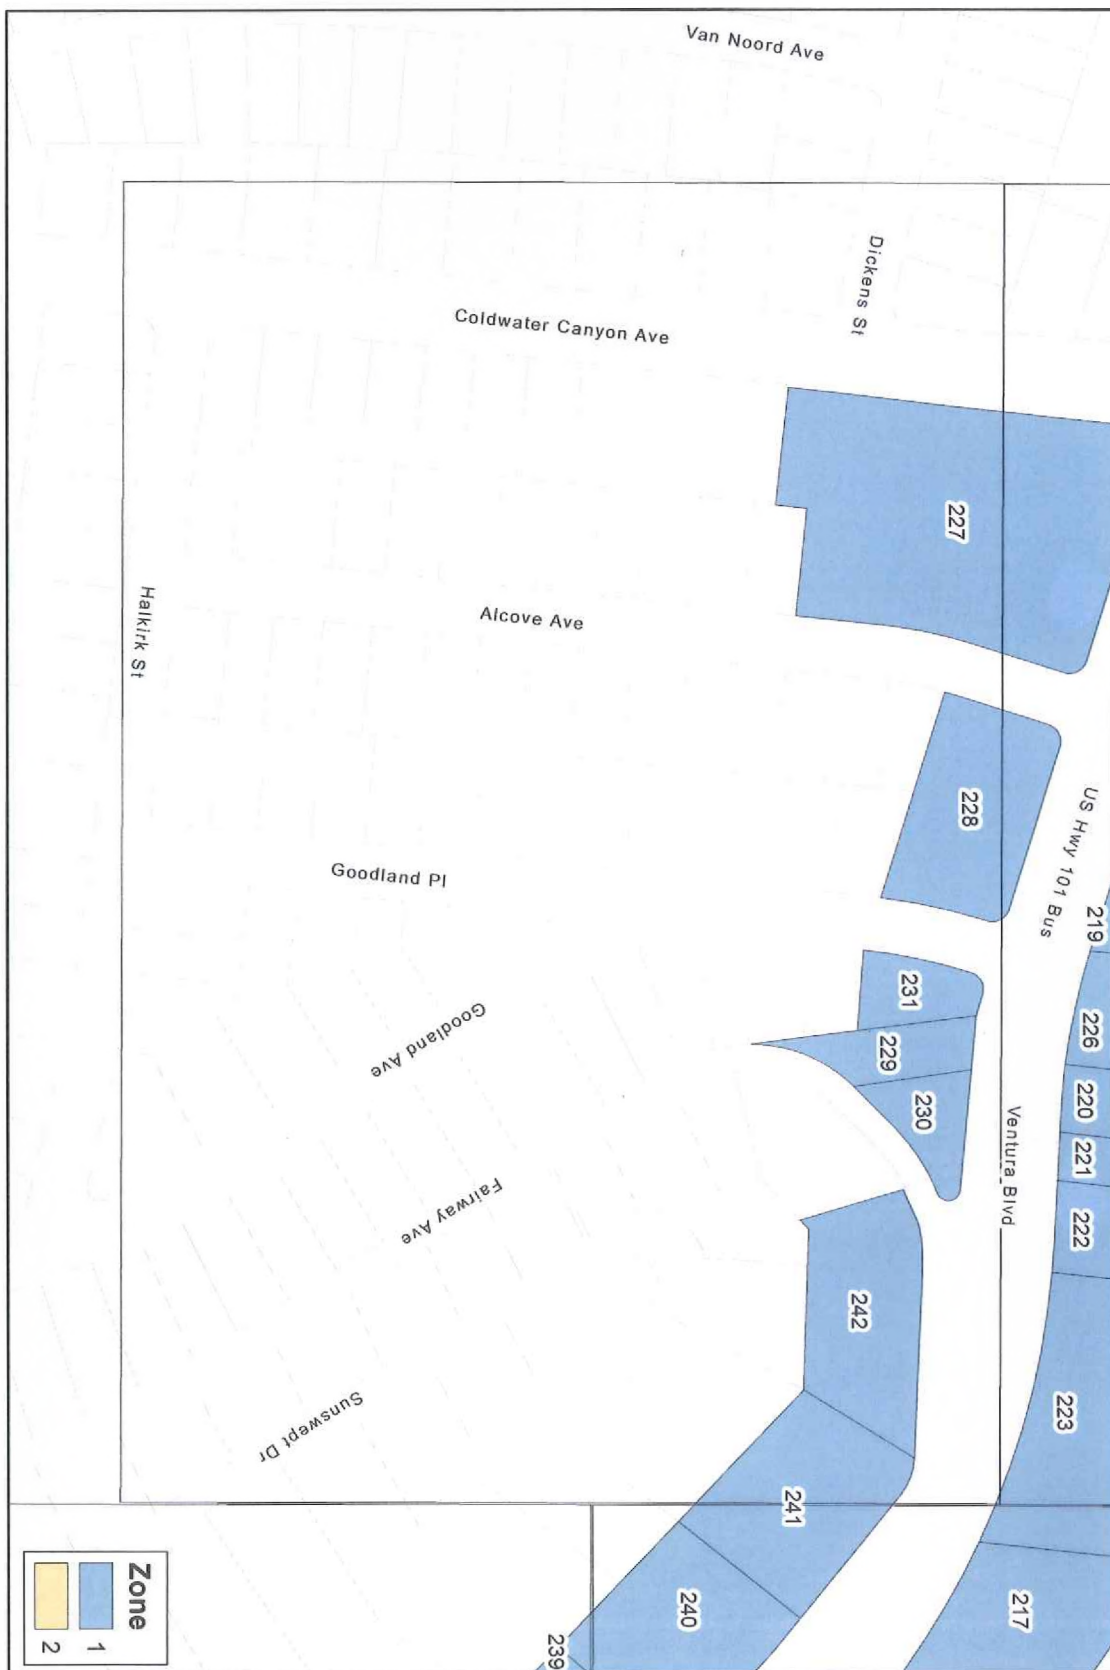 Van Noord Ave
Dickens St
Coldwater Canyon Ave
227
Halkirk St
Alcove Ave
228
US Hwy 101 Bus
Goodland Pl
219
231
226
Goodland Ave
229
220
230
221
Ventura Blvd
Fairway Ave
222
242
223
Sunswept Dr
241
217
240
239
Zone
1
2